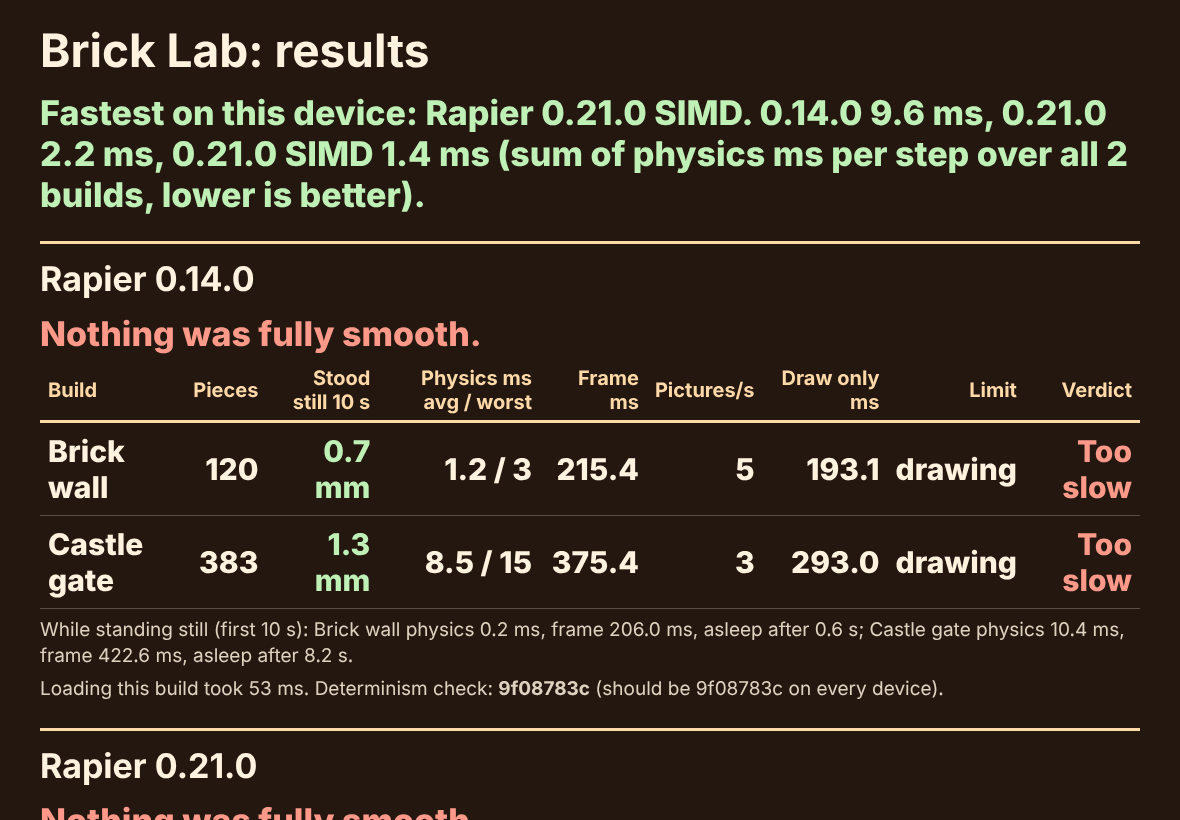 Brick Lab: results
Fastest on this device: Rapier 0.21.0 SIMD. 0.14.0 9.6 ms, 0.21.0
2.2 ms, 0.21.0 SIMD 1.4 ms (sum of physics ms per step over all 2
builds, lower is better).
Rapier 0.14.0
Nothing was fully smooth.
Build Pieces Stood still 10 s Physics ms avg / worst Frame ms Pictures/s Draw only ms Limit Verdict
Brick wall 120 0.7 mm 1.2 / 3 215.4 5 193.1 drawing Too slow
Castle gate 383 1.3 mm 8.5 / 15 375.4 3 293.0 drawing Too slow
While standing still (first 10 s): Brick wall physics 0.2 ms, frame 206.0 ms, asleep after 0.6 s; Castle gate physics 10.4 ms,
frame 422.6 ms, asleep after 8.2 s.
Loading this build took 53 ms. Determinism check: 9f08783c (should be 9f08783c on every device).
Rapier 0.21.0
Nothing was fully smooth.